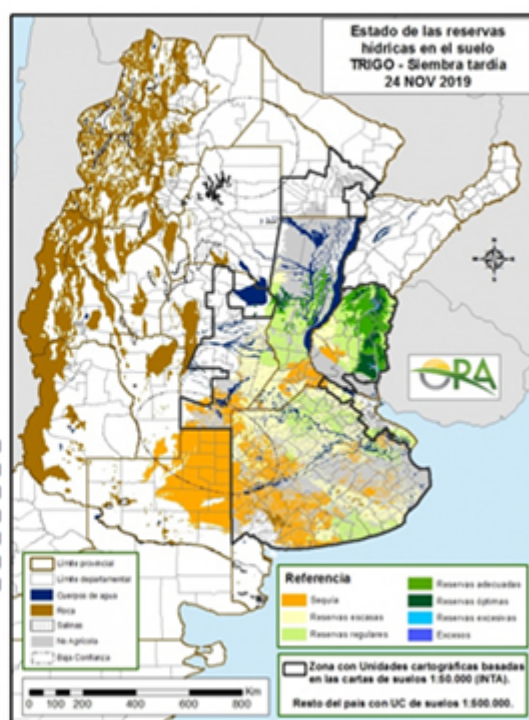 Estado de las reservas
hídricas en el suelo
TRIGO - Siembra tardía
24 NOV 2019
ORA
Límite provincial
Límite departamental
Cuerpos de agua
Roca
Salinas
No Agrícola
Baja Confianza
Referencia
Sequía
Reservas escasas
Reservas regulares
Reservas adecuadas
Reservas óptimas
Reservas excesivas
Excesos
Zona con Unidades cartográficas basadas
en las cartas de suelos 1:50.000 (INTA).
Resto del país con UC de suelos 1:500.000.
Km
0 100 200 400 600 800